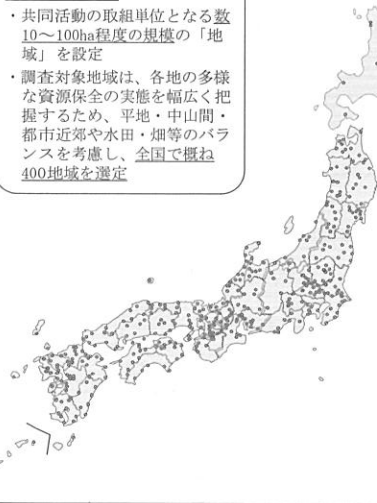 ・共同活動の取組単位となる数
10～100ha程度の規模の「地
域」を設定
・調査対象地域は、各地の多様
な資源保全の実態を幅広く把
握するため、平地・中山間・
都市近郊や水田・畑等のバラ
ンスを考慮し、全国で概ね
400地域を選定